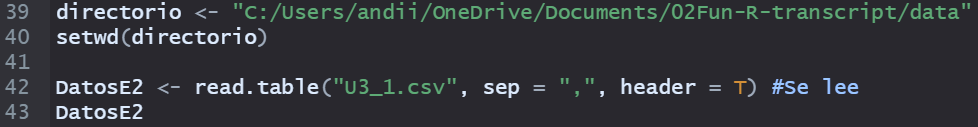 39 directorio <- "C:/Users/andii/OneDrive/Documents/02Fun-R-transcript/data"
40 setwd(directorio)
41
42 DatosE2 <- read.table("U3_1.csv", sep = ",", header = T) #Se lee
43 DatosE2